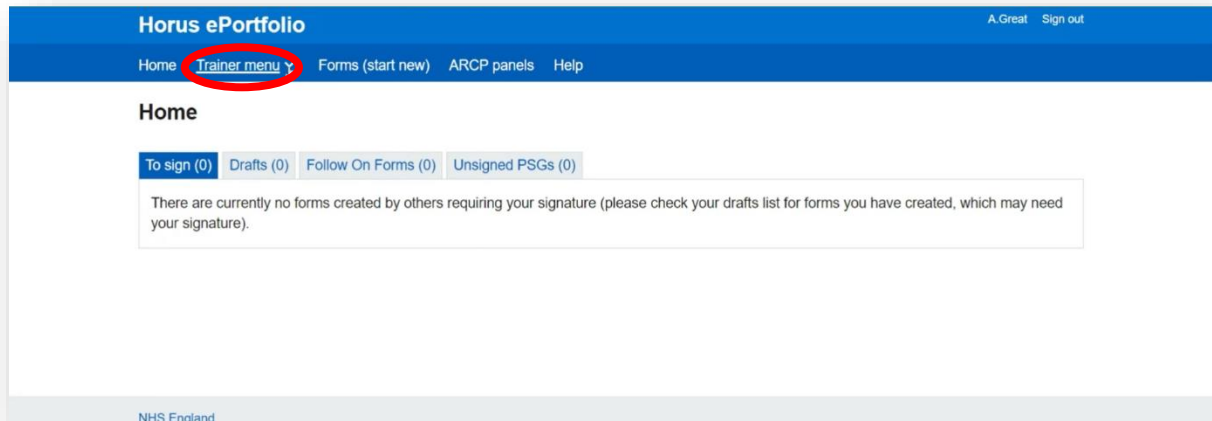 Horus ePortfolio
A.Great Sign out
Home Trainer menu Forms (start new) ARCP panels Help
Home
To sign (0) Drafts (0) Follow On Forms (0) Unsigned PSGs (0)
There are currently no forms created by others requiring your signature (please check your drafts list for forms you have created, which may need
your signature).
NHS England